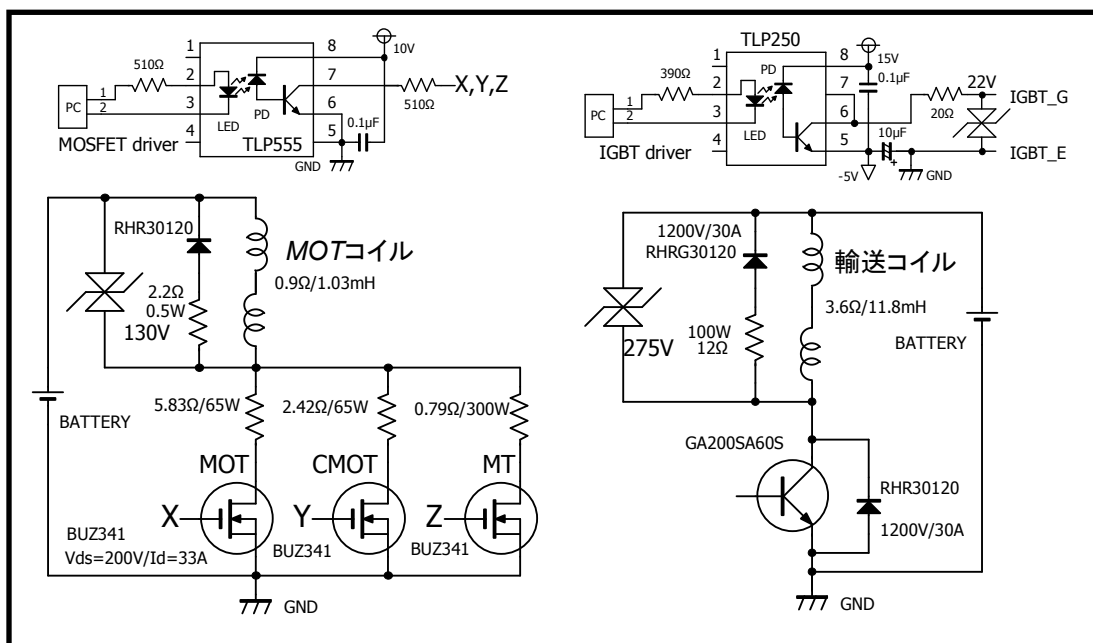 1
2
3
4
8
7
6
5
510Ω
PC
1
2
LED
PD
TLP555
MOSFET driver
10V
510Ω
X,Y,Z
0.1µF
GND
TLP250
1
2
3
4
8
7
6
5
390Ω
PC
1
2
LED
PD
IGBT driver
15V
0.1µF
22V
20Ω
IGBT_G
10µF
+
IGBT_E
-5V
GND
RHR30120
MOTコイル
0.9Ω/1.03mH
2.2Ω
0.5W
130V
BATTERY
5.83Ω/65W
2.42Ω/65W
0.79Ω/300W
MOT
CMOT
MT
X
Y
Z
BUZ341
Vds=200V/Id=33A
BUZ341
BUZ341
GND
1200V/30A
RHRG30120
輸送コイル
3.6Ω/11.8mH
100W
12Ω
275V
BATTERY
GA200SA60S
RHR30120
1200V/30A
GND